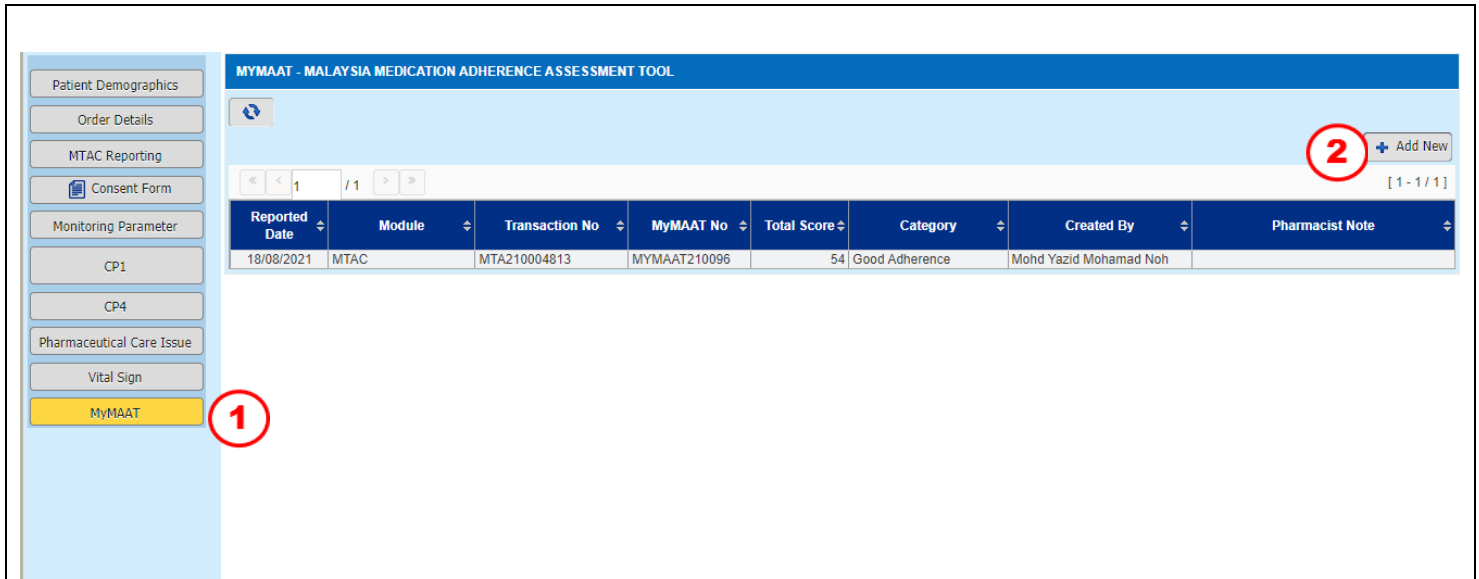 MYMAAT - MALAYSIA MEDICATION ADHERENCE ASSESSMENT TOOL
Patient Demographics
Order Details
MTAC Reporting
Consent Form
Monitoring Parameter
CP1
CP4
Pharmaceutical Care Issue
Vital Sign
MyMAAT
1
2
+ Add New
« < 1 / 1 > »
[ 1 - 1 / 1 ]
Reported Date Module Transaction No MyMAAT No Total Score Category Created By Pharmacist Note
18/08/2021 MTAC MTA210004813 MYMAAT210096 54 Good Adherence Mohd Yazid Mohamad Noh